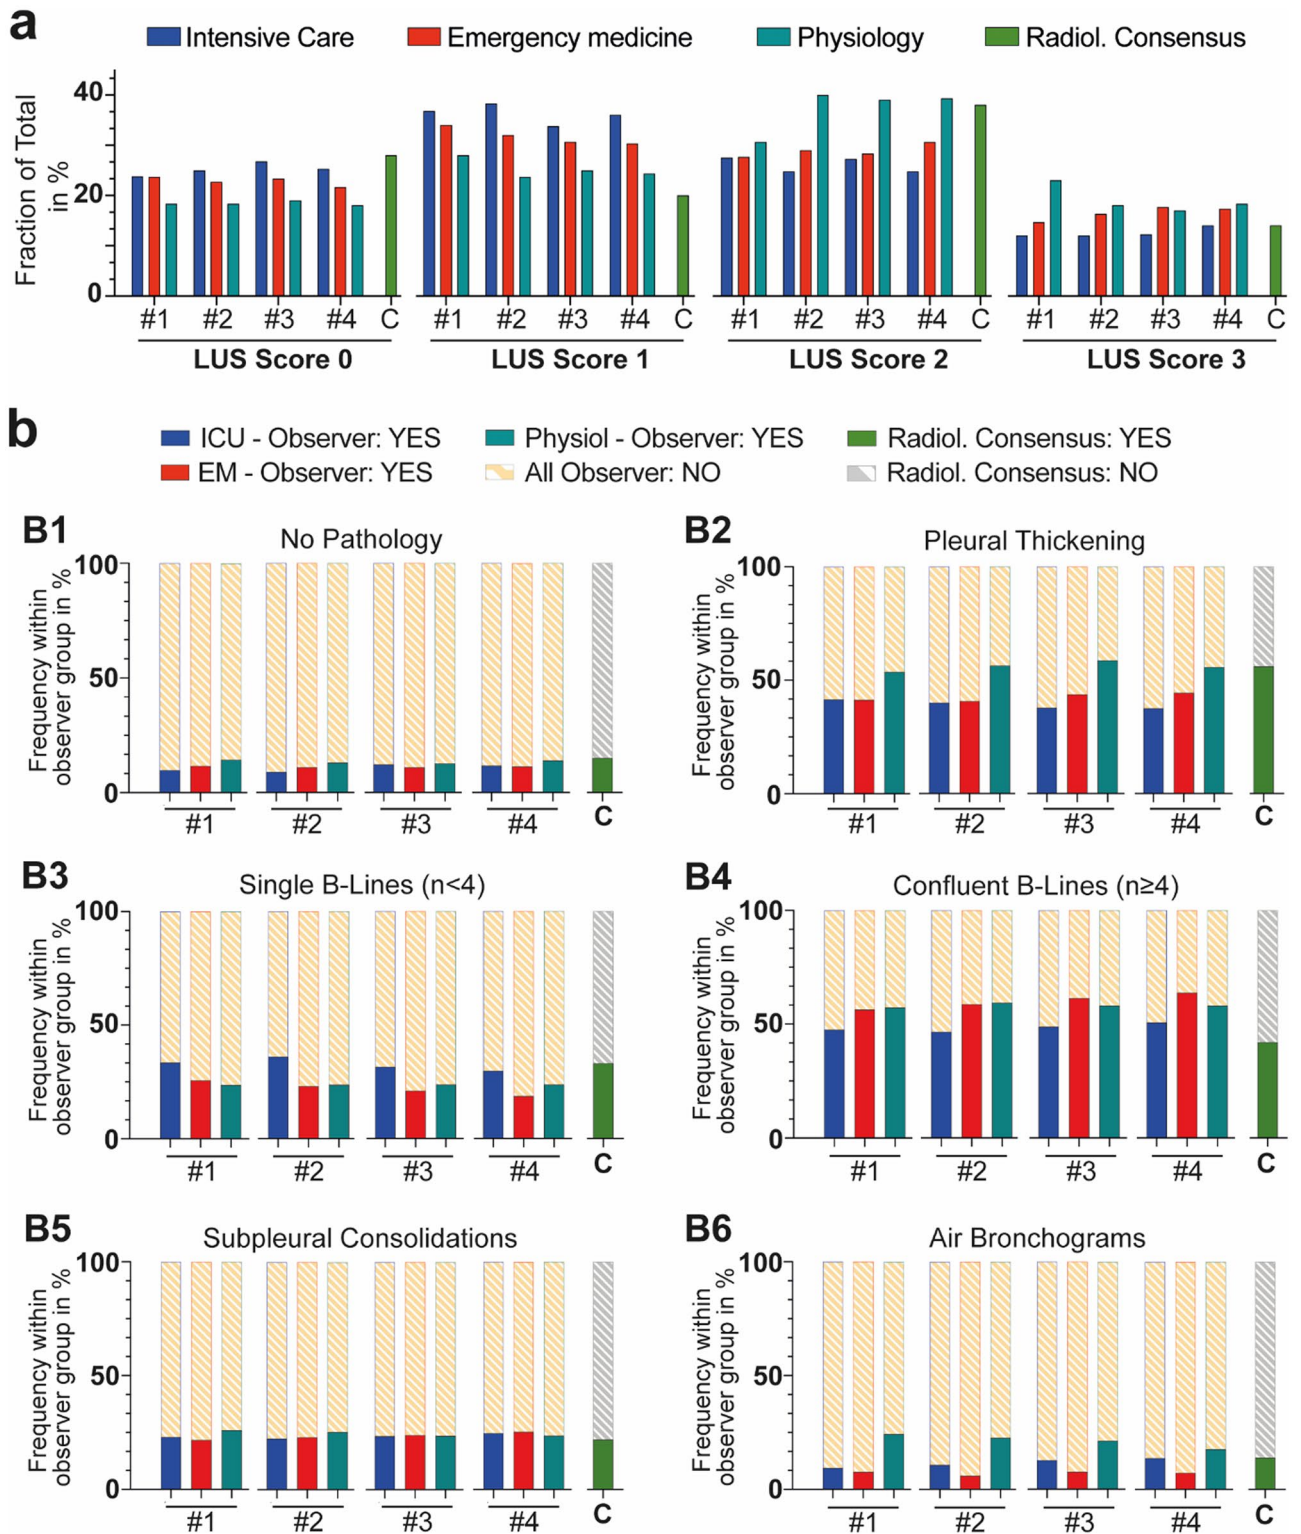 a
Intensive Care Emergency medicine Physiology Radiol. Consensus
Fraction of Total
in %
40
20
0
#1 #2 #3 #4 C #1 #2 #3 #4 C #1 #2 #3 #4 C #1 #2 #3 #4 C
LUS Score 0 LUS Score 1 LUS Score 2 LUS Score 3
b
ICU - Observer: YES Physiol - Observer: YES Radiol. Consensus: YES
EM - Observer: YES All Observer: NO Radiol. Consensus: NO
B1
No Pathology
Frequency within
observer group in %
100
50
0
#1 #2 #3 #4 C
B2
Pleural Thickening
Frequency within
observer group in %
100
50
0
#1 #2 #3 #4 C
B3
Single B-Lines (n<4)
Frequency within
observer group in %
100
50
0
#1 #2 #3 #4 C
B4
Confluent B-Lines (n≥4)
Frequency within
observer group in %
100
50
0
#1 #2 #3 #4 C
B5
Subpleural Consolidations
Frequency within
observer group in %
100
50
0
#1 #2 #3 #4 C
B6
Air Bronchograms
Frequency within
observer group in %
100
50
0
#1 #2 #3 #4 C